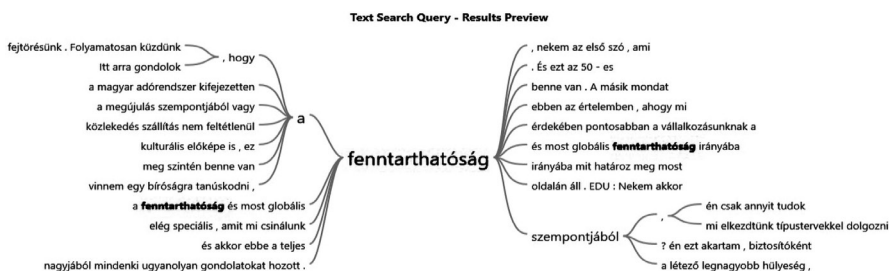 Text Search Query - Results Preview
fejtörésünk . Folyamatosan küzdünk
Itt arra gondolok
, hogy
a magyar adórendszer kifejezetten
a megújulás szempontjából vagy
közlekedés szállítás nem feltétlenül
kulturális előképe is , ez
meg szintén benne van
vinnem egy bíróságra tanúskodni ,
a
a fenntarthatóság és most globális
elég speciális , amit mi csinálunk
és akkor ebbe a teljes
nagyjából mindenki ugyanolyan gondolatokat hozott .
fenntarthatóság
, nekem az első szó , ami
. És ezt az 50 - es
benne van . A másik mondat
ebben az értelemben , ahogy mi
érdekében pontosabban a vállalkozásunknak a
és most globális fenntarthatóság irányába
irányába mit határoz meg most
oldalán áll . EDU : Nekem akkor
szempontjából
,
én csak annyit tudok
mi elkezdtünk típustervekkel dolgozni
? én ezt akartam , biztosítóként
a létező legnagyobb hülyeség ,